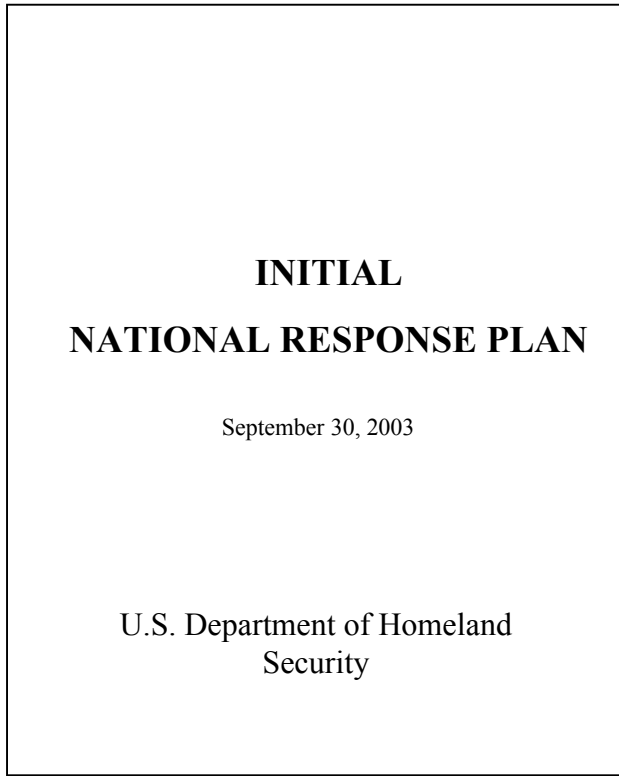 INITIAL
NATIONAL RESPONSE PLAN
September 30, 2003
U.S. Department of Homeland
Security